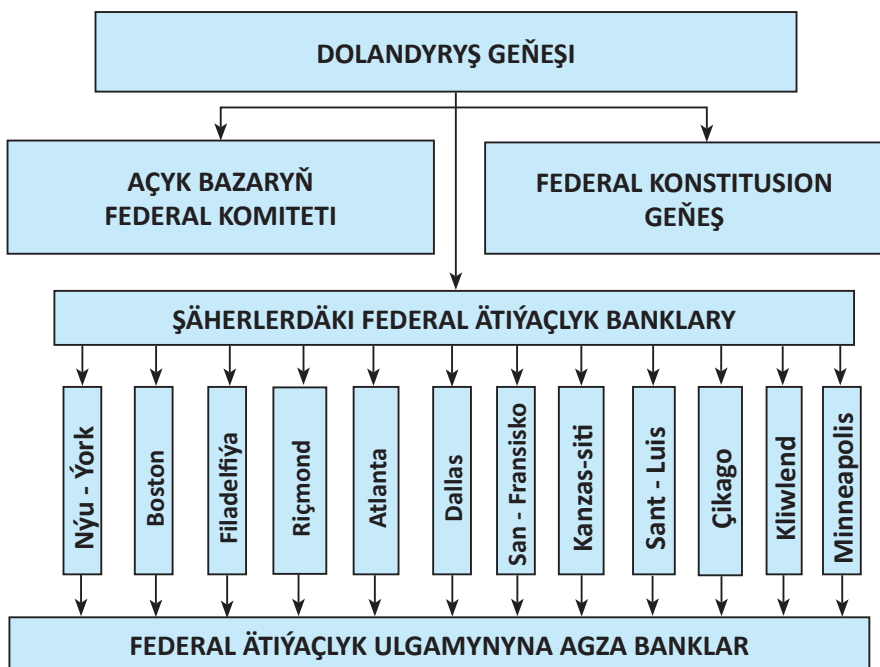 DOLANDYRYŞ GEŇEŞI
AÇYK BAZARYŇ
FEDERAL KOMITETI
FEDERAL KONSTITUSION
GEŇEŞ
ŞÄHERLERDÄKI FEDERAL ÄTIÝAÇLYK BANKLARY
Nýu - Ýork
Boston
Filadelfiýa
Riçmond
Atlanta
Dallas
San - Fransisko
Kanzas-siti
Sant - Luis
Çikago
Kliwlend
Minneapolis
FEDERAL ÄTIÝAÇLYK ULGAMYNYNA AGZA BANKLAR